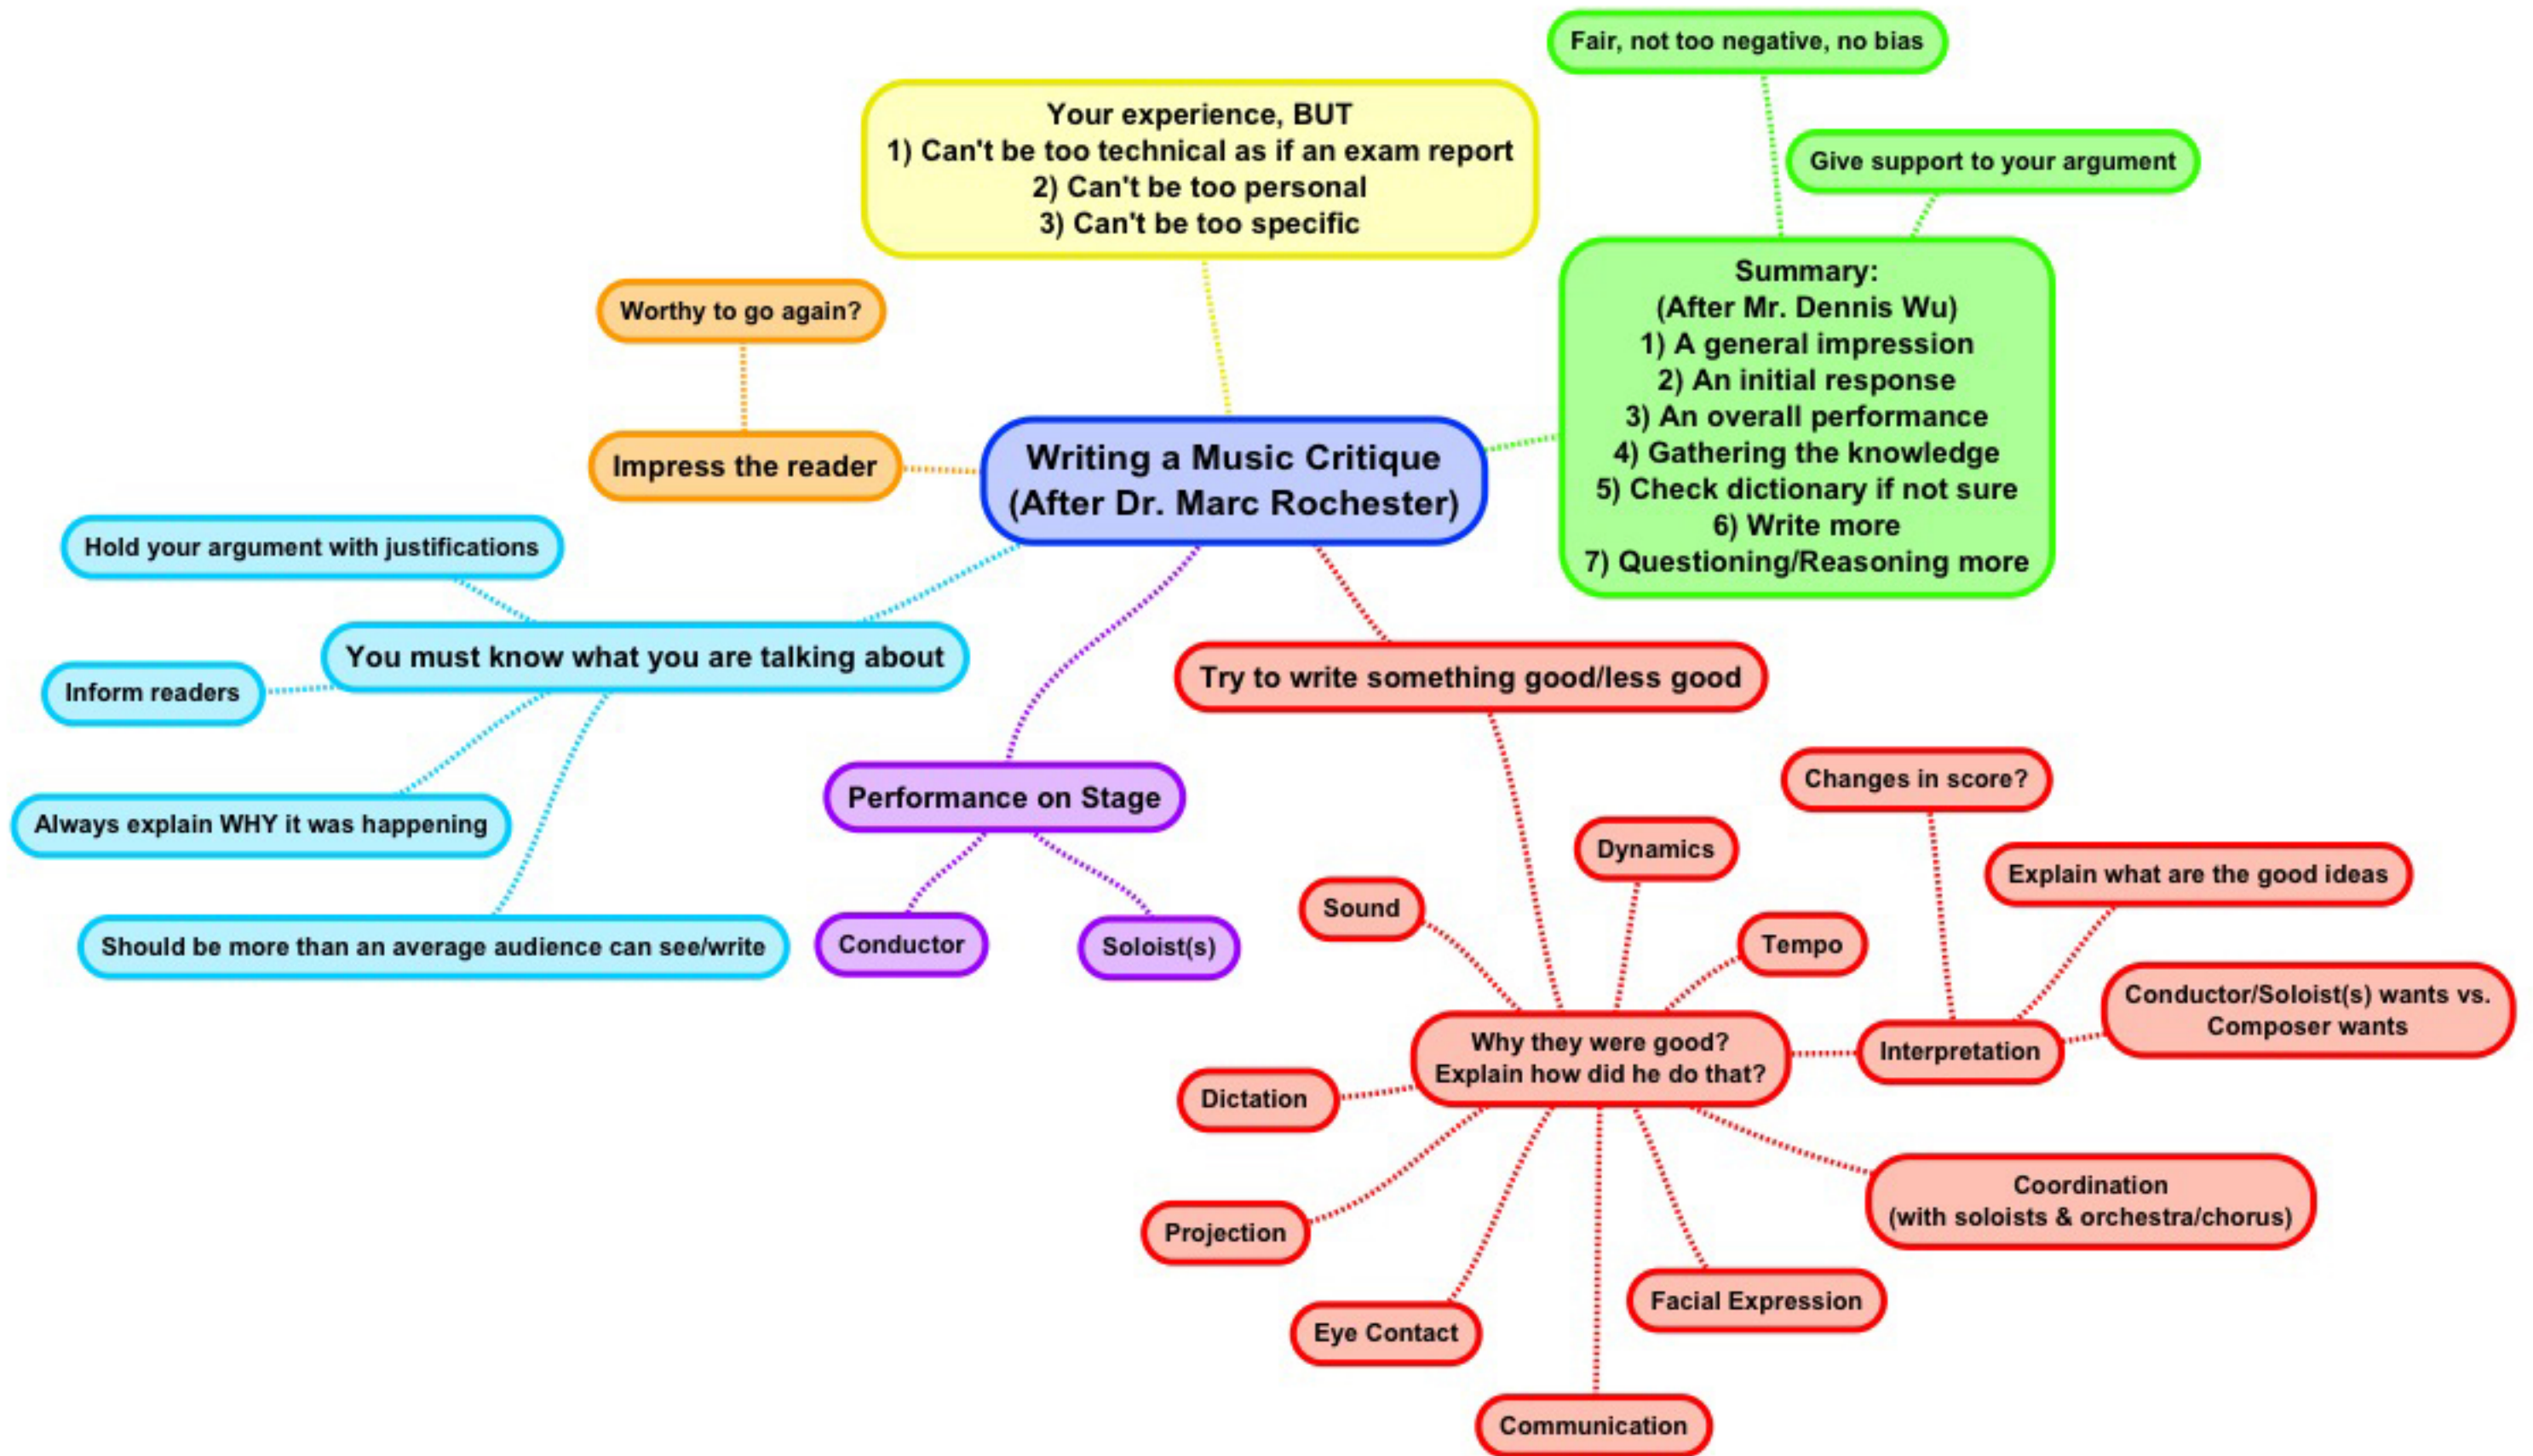 Fair, not too negative, no bias
Your experience, BUT
1) Can't be too technical as if an exam report
2) Can't be too personal
3) Can't be too specific
Give support to your argument
Summary:
(After Mr. Dennis Wu)
1) A general impression
2) An initial response
3) An overall performance
4) Gathering the knowledge
5) Check dictionary if not sure
6) Write more
7) Questioning/Reasoning more
Worthy to go again?
Impress the reader
Writing a Music Critique
(After Dr. Marc Rochester)
Hold your argument with justifications
You must know what you are talking about
Inform readers
Always explain WHY it was happening
Should be more than an average audience can see/write
Performance on Stage
Conductor
Soloist(s)
Try to write something good/less good
Changes in score?
Dynamics
Explain what are the good ideas
Sound
Tempo
Conductor/Soloist(s) wants vs.
Composer wants
Why they were good?
Explain how did he do that?
Interpretation
Dictation
Coordination
(with soloists & orchestra/chorus)
Projection
Facial Expression
Eye Contact
Communication